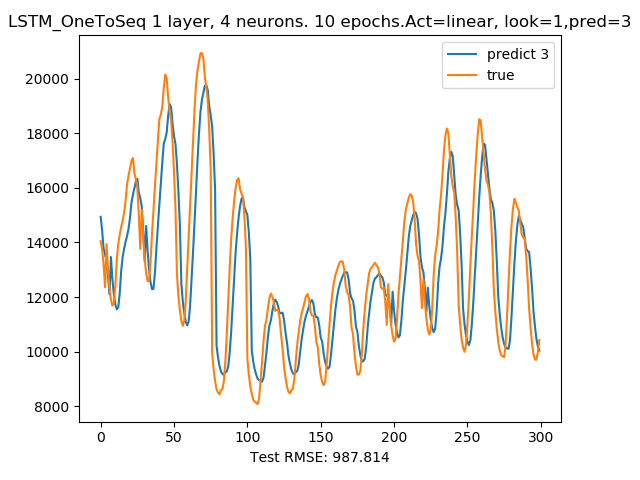 LSTM_OneToSeq 1 layer, 4 neurons. 10 epochs.Act=linear, look=1,pred=3
predict 3
true
20000
18000
16000
14000
12000
10000
8000
0 50 100 150 200 250 300
Test RMSE: 987.814